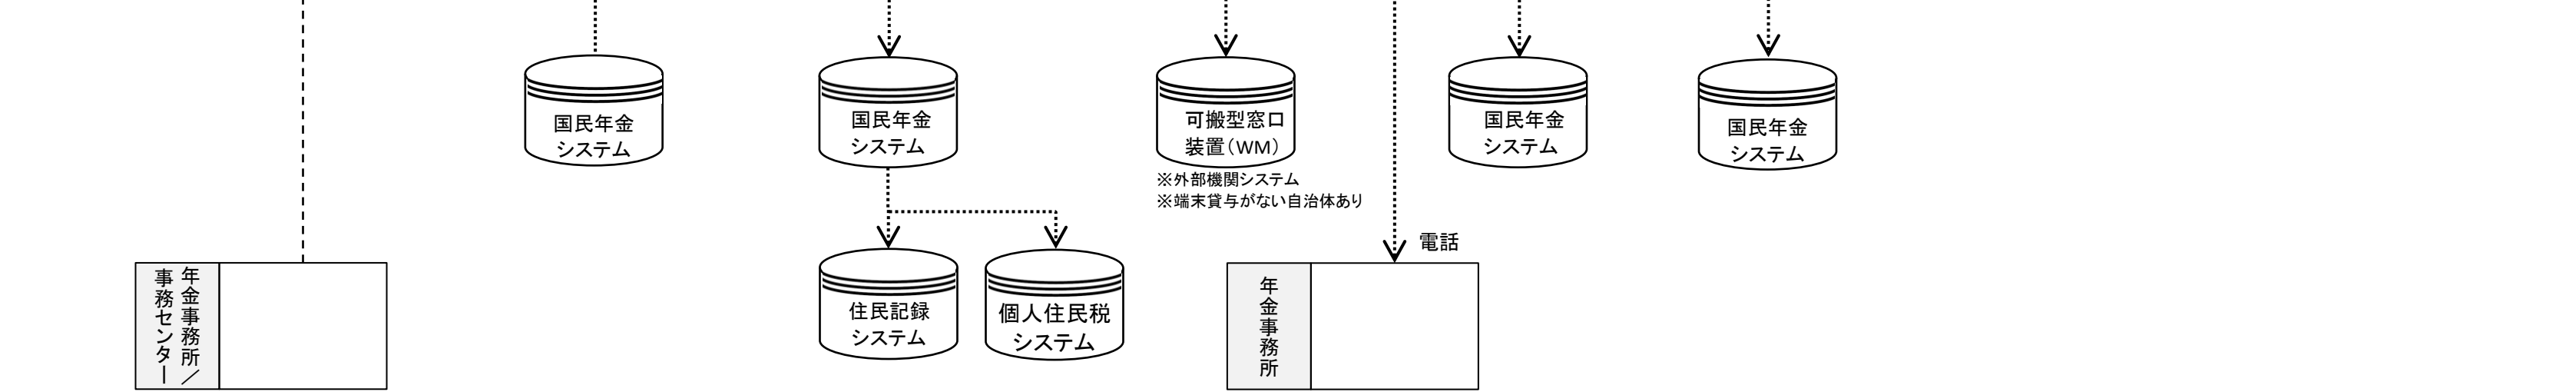 国民年金
システム
国民年金
システム
可搬型窓口
装置（WM）
※外部機関システム
※端末貸与がない自治体あり
国民年金
システム
国民年金
システム
電話
年金事務所／
事務センター
住民記録
システム
個人住民税
システム
年金事務所